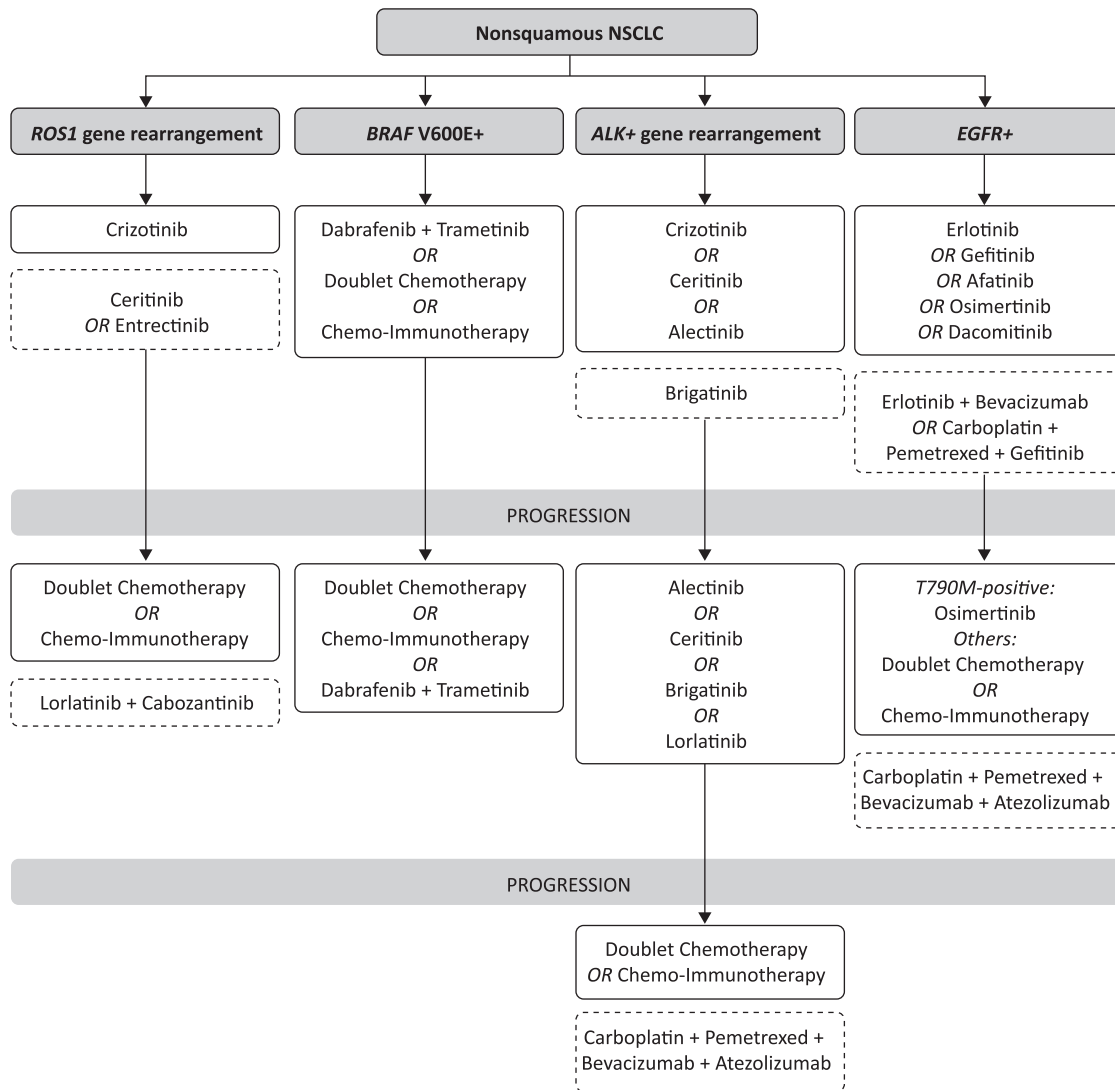 Nonsquamous NSCLC
ROS1 gene rearrangement
BRAF V600E+
ALK+ gene rearrangement
EGFR+
Crizotinib
Ceritinib
OR Entrectinib
Dabrafenib + Trametinib
OR
Doublet Chemotherapy
OR
Chemo-Immunotherapy
Crizotinib
OR
Ceritinib
OR
Alectinib
Brigatinib
Erlotinib
OR Gefitinib
OR Afatinib
OR Osimertinib
OR Dacomitinib
Erlotinib + Bevacizumab
OR Carboplatin +
Pemetrexed + Gefitinib
PROGRESSION
Doublet Chemotherapy
OR
Chemo-Immunotherapy
Lorlatinib + Cabozantinib
Doublet Chemotherapy
OR
Chemo-Immunotherapy
OR
Dabrafenib + Trametinib
Alectinib
OR
Ceritinib
OR
Brigatinib
OR
Lorlatinib
T790M-positive:
Osimertinib
Others:
Doublet Chemotherapy
OR
Chemo-Immunotherapy
Carboplatin + Pemetrexed +
Bevacizumab + Atezolizumab
PROGRESSION
Doublet Chemotherapy
OR Chemo-Immunotherapy
Carboplatin + Pemetrexed +
Bevacizumab + Atezolizumab